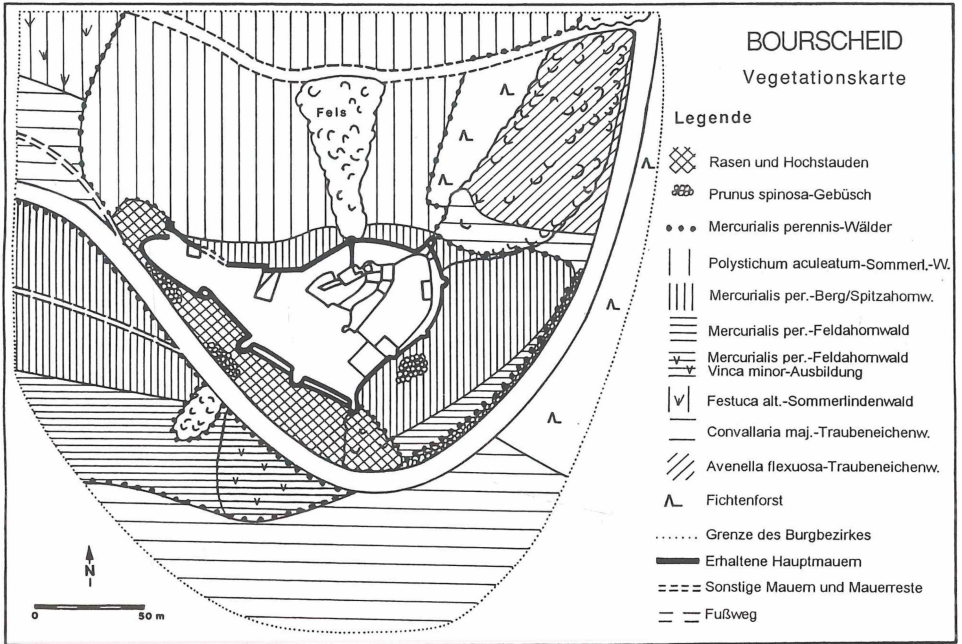 BOURSCHEID
Vegetationskarte
Legende
Rasen und Hochstauden
Prunus spinosa-Gebüsch
Mercurialis perennis-Wälder
Polystichum aculeatum-Sommerl.-W.
Mercurialis per.-Berg/Spitzahornw.
Mercurialis per.-Feldahornwald
Mercurialis per.-Feldahornwald
Vinca minor-Ausbildung
Festuca alt.-Sommerlindenwald
Convallaria maj.-Traubeneichenw.
Avenella flexuosa-Traubeneichenw.
Fichtenforst
Grenze des Burgbezirkes
Erhaltene Hauptmauern
Sonstige Mauern und Mauerreste
Fußweg
Fels
N
0 50 m